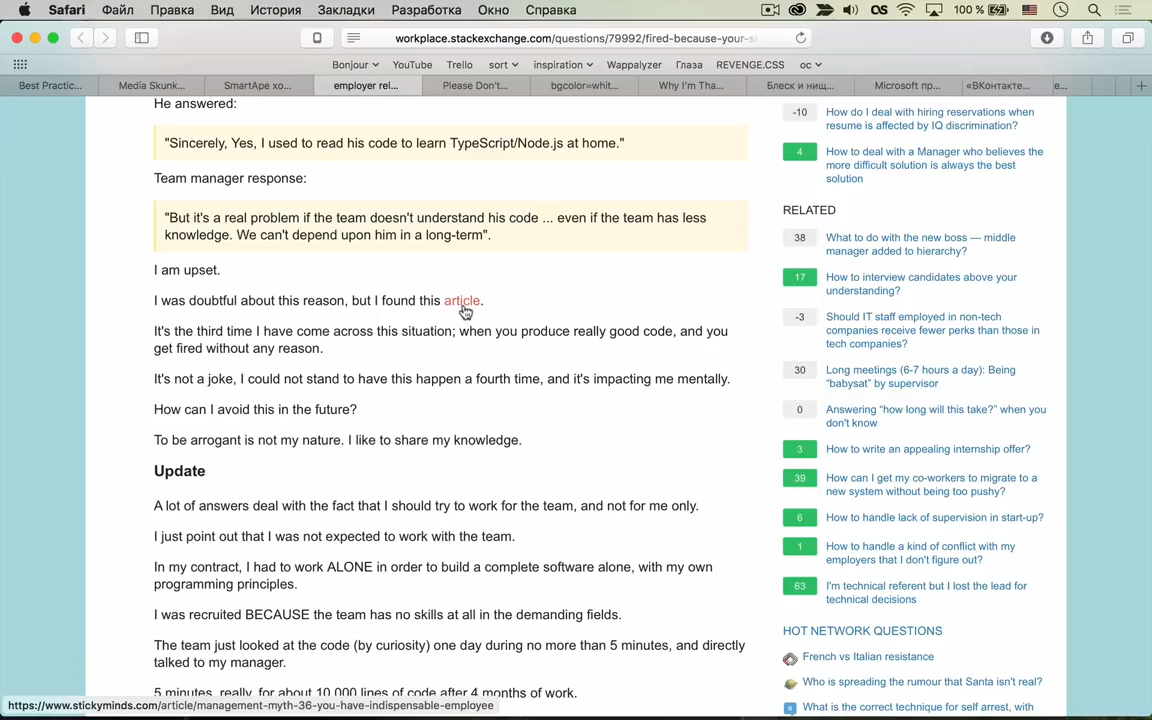 Safari Файл Правка Вид История Закладки Разработка Окно Справка 100 %
workplace.stackexchange.com/questions/79992/fired-because-your-s
Bonjour YouTube Trello sort inspiration Wappalyzer Глаза REVENGE.CSS ос
Best Practic... Media Skunk... SmartApe хо... employer rel... Please Don't... bgcolor=whit... Why I'm Tha... Блеск и нищ... Microsoft пр... «ВКонтакте... e...
He answered:
"Sincerely, Yes, I used to read his code to learn TypeScript/Node.js at home."
Team manager response:
"But it's a real problem if the team doesn't understand his code ... even if the team has less
knowledge. We can't depend upon him in a long-term".
I am upset.
I was doubtful about this reason, but I found this article.
It's the third time I have come across this situation; when you produce really good code, and you
get fired without any reason.
It's not a joke, I could not stand to have this happen a fourth time, and it's impacting me mentally.
How can I avoid this in the future?
To be arrogant is not my nature. I like to share my knowledge.
Update
A lot of answers deal with the fact that I should try to work for the team, and not for me only.
I just point out that I was not expected to work with the team.
In my contract, I had to work ALONE in order to build a complete software alone, with my own
programming principles.
I was recruited BECAUSE the team has no skills at all in the demanding fields.
The team just looked at the code (by curiosity) one day during no more than 5 minutes, and directly
talked to my manager.
5 minutes, really, for about 10 000 lines of code after 4 months of work.
https://www.stickyminds.com/article/management-myth-36-you-have-indispensable-employee
-10 How do I deal with hiring reservations when
resume is affected by IQ discrimination?
4 How to deal with a Manager who believes the
more difficult solution is always the best
solution
RELATED
38 What to do with the new boss — middle
manager added to hierarchy?
17 How to interview candidates above your
understanding?
-3 Should IT staff employed in non-tech
companies receive fewer perks than those in
tech companies?
30 Long meetings (6-7 hours a day): Being
"babysat" by supervisor
0 Answering "how long will this take?" when you
don't know
3 How to write an appealing internship offer?
39 How can I get my co-workers to migrate to a
new system without being too pushy?
6 How to handle lack of supervision in start-up?
1 How to handle a kind of conflict with my
employers that I don't figure out?
63 I'm technical referent but I lost the lead for
technical decisions
HOT NETWORK QUESTIONS
French vs Italian resistance
Who is spreading the rumour that Santa isn't real?
What is the correct technique for self arrest, with